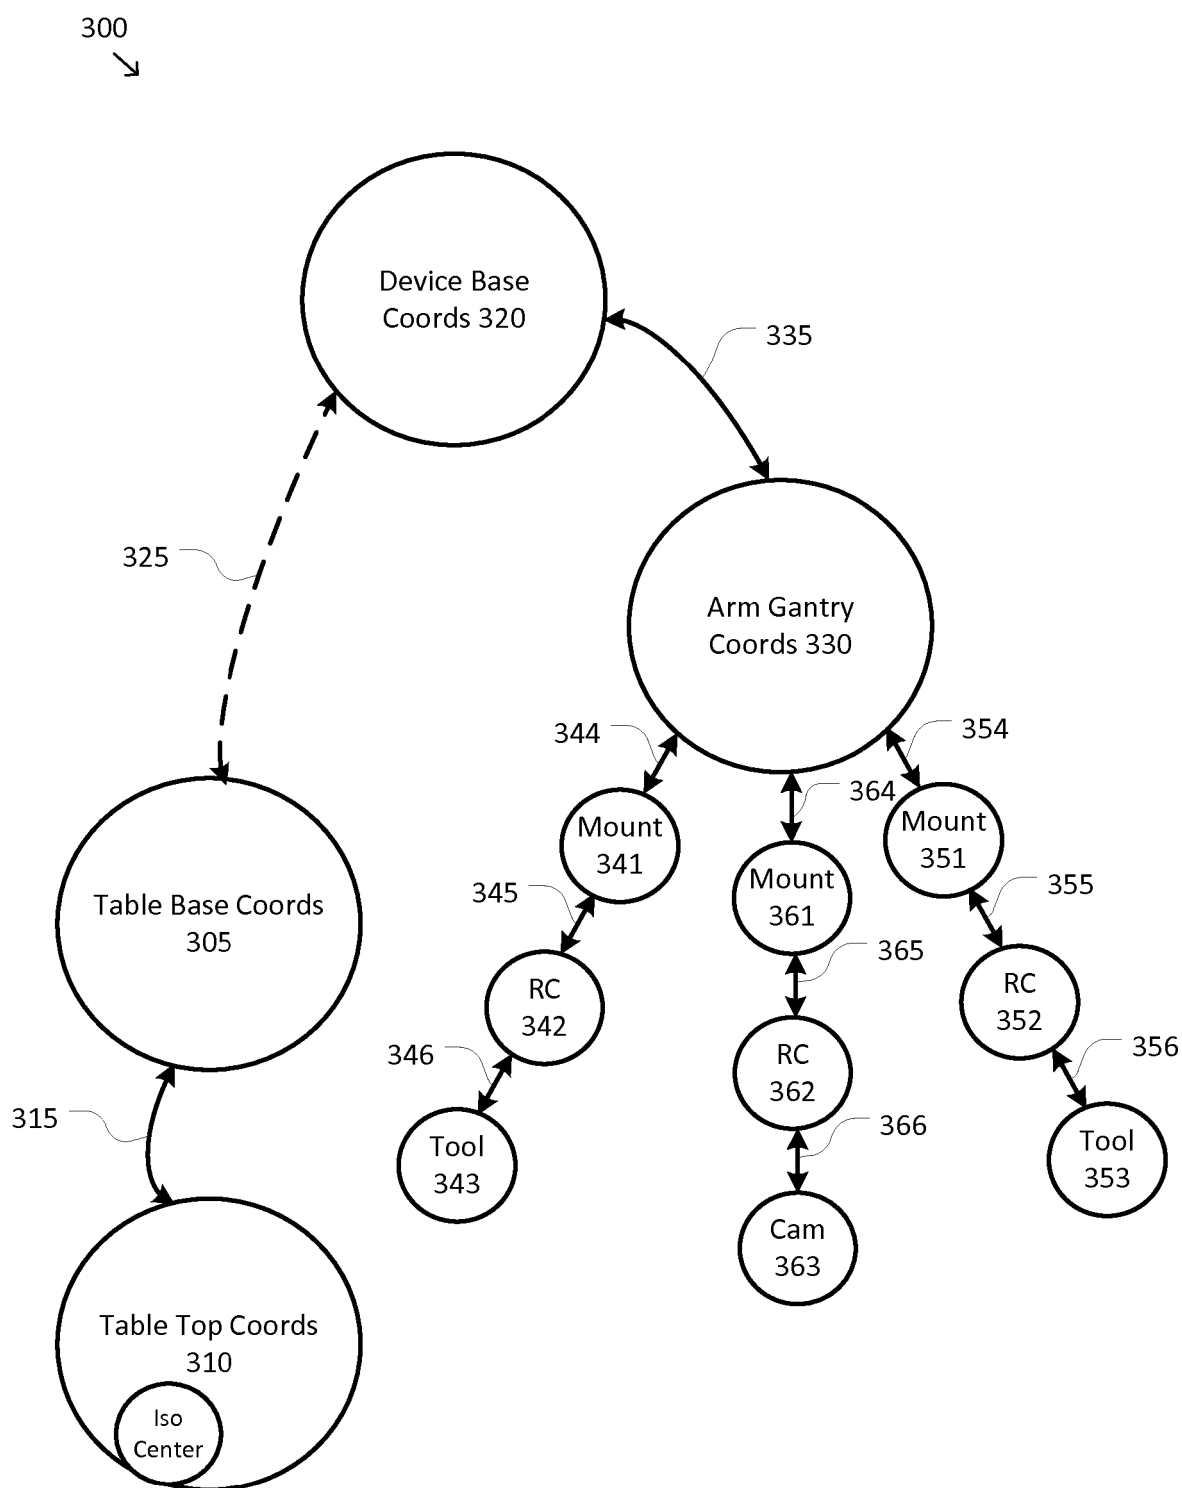 300
Device Base
Coords 320
335
325
Arm Gantry
Coords 330
344
354
364
Mount
341
Mount
361
Mount
351
Table Base Coords
305
345
355
365
RC
342
RC
362
RC
352
346
356
366
315
Tool
343
Tool
353
Cam
363
Table Top Coords
310
Iso
Center